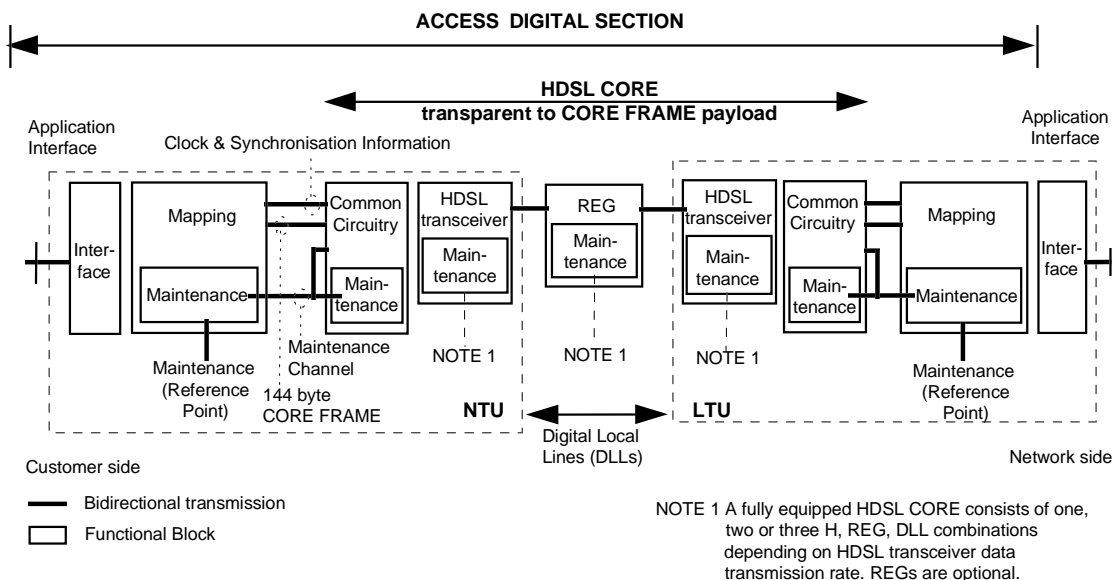 ACCESS DIGITAL SECTION
HDSL CORE
transparent to CORE FRAME payload
Application
Interface
Clock & Synchronisation Information
Application
Interface
Inter-
face
Mapping
Maintenance
Common
Circuitry
Main-
tenance
HDSL
transceiver
Main-
tenance
REG
Main-
tenance
HDSL
transceiver
Main-
tenance
Common
Circuitry
Main-
tenance
Mapping
Maintenance
Inter-
face
Maintenance
(Reference
Point)
144 byte
CORE FRAME
Maintenance
Channel
NOTE 1
NOTE 1
NOTE 1
Maintenance
(Reference
Point)
NTU
LTU
Digital Local
Lines (DLLs)
Customer side
Network side
Bidirectional transmission
Functional Block
NOTE 1 A fully equipped HDSL CORE consists of one,
two or three H, REG, DLL combinations
depending on HDSL transceiver data
transmission rate. REGs are optional.